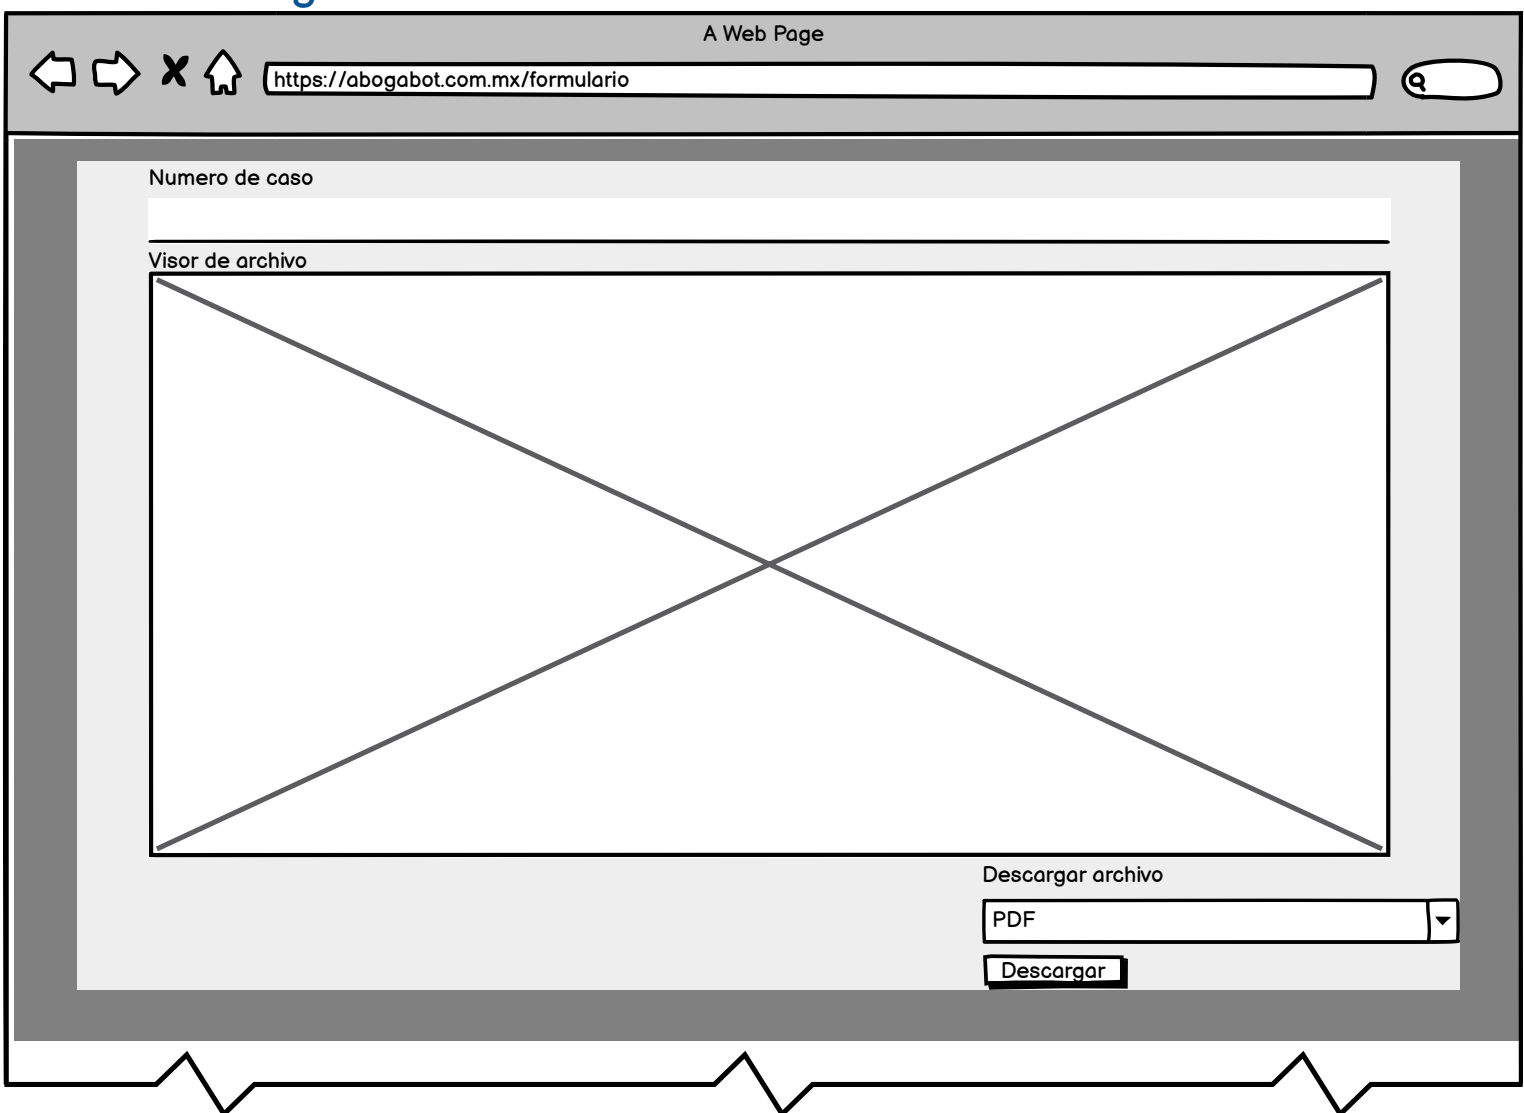 A Web Page
https://abogabot.com.mx/formulario
Numero de caso
Visor de archivo
Descargar archivo
PDF
Descargar